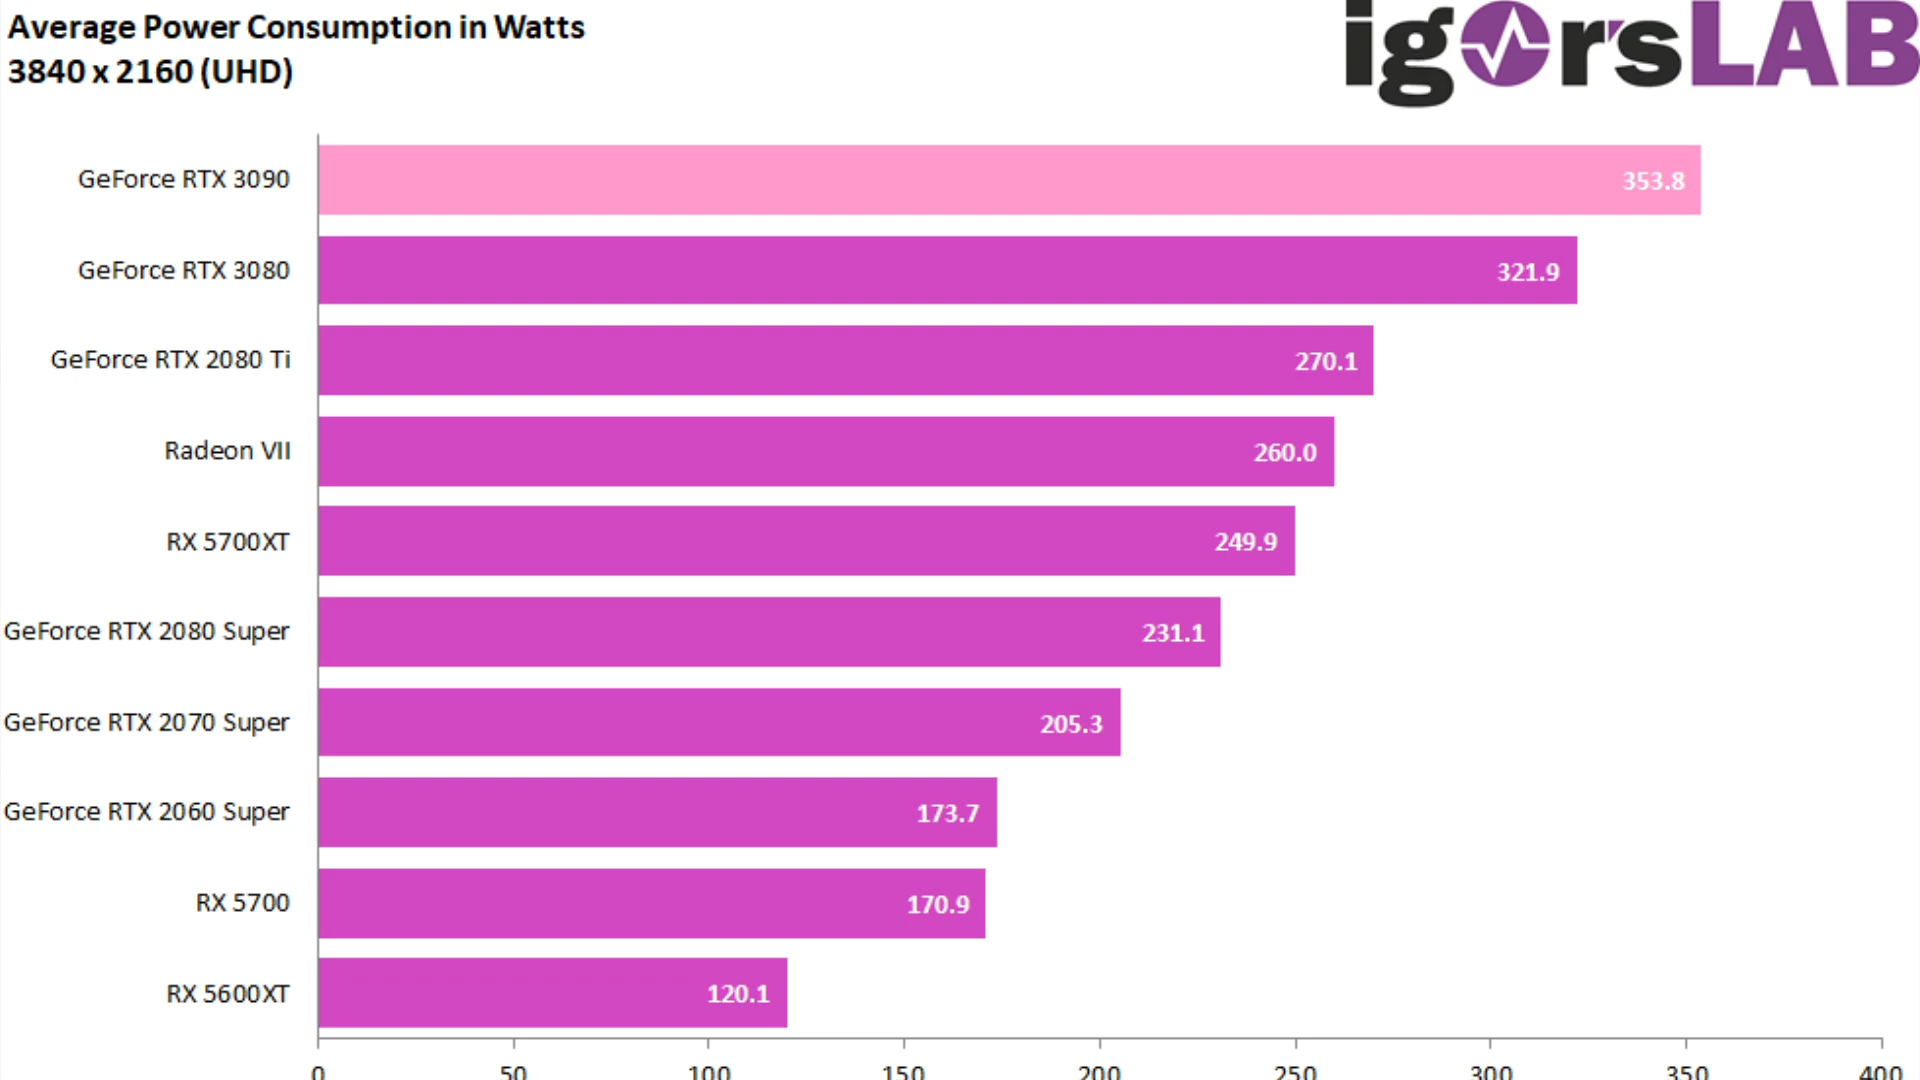 Average Power Consumption in Watts
3840 x 2160 (UHD)
igorsLAB
GeForce RTX 3090 353.8
GeForce RTX 3080 321.9
GeForce RTX 2080 Ti 270.1
Radeon VII 260.0
RX 5700XT 249.9
GeForce RTX 2080 Super 231.1
GeForce RTX 2070 Super 205.3
GeForce RTX 2060 Super 173.7
RX 5700 170.9
RX 5600XT 120.1
0 50 100 150 200 250 300 350 400